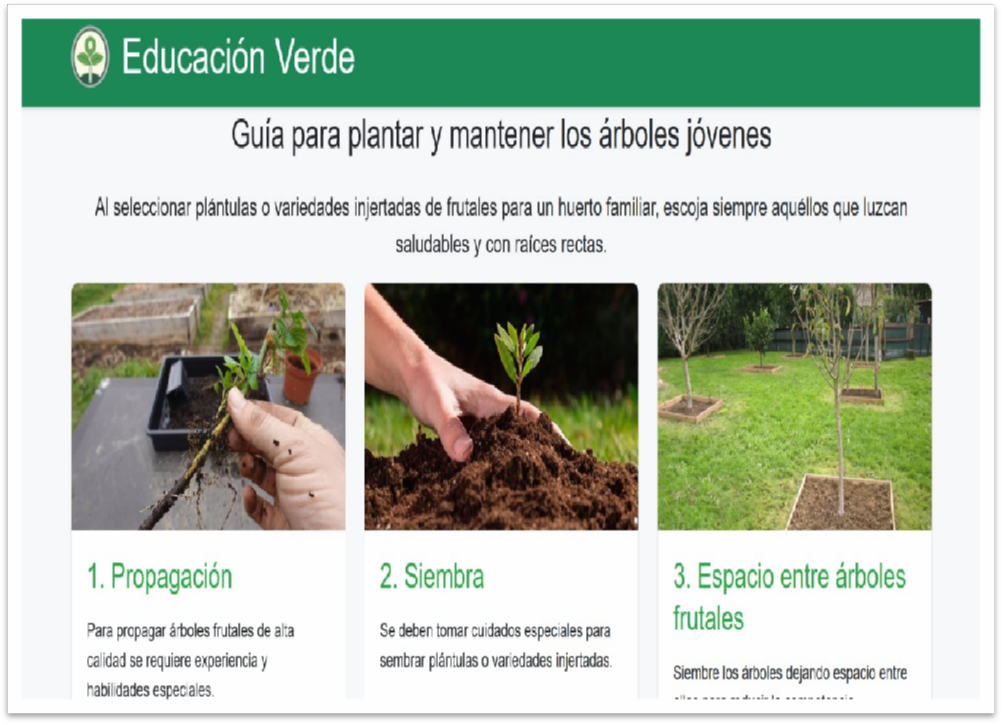 Educación Verde
Guía para plantar y mantener los árboles jóvenes
Al seleccionar plántulas o variedades injertadas de frutales para un huerto familiar, escoja siempre aquéllos que luzcan
saludables y con raíces rectas.
1. Propagación
Para propagar árboles frutales de alta
calidad se requiere experiencia y
habilidades especiales.
2. Siembra
Se deben tomar cuidados especiales para
sembrar plántulas o variedades injertadas.
3. Espacio entre árboles
frutales
Siembre los árboles dejando espacio entre